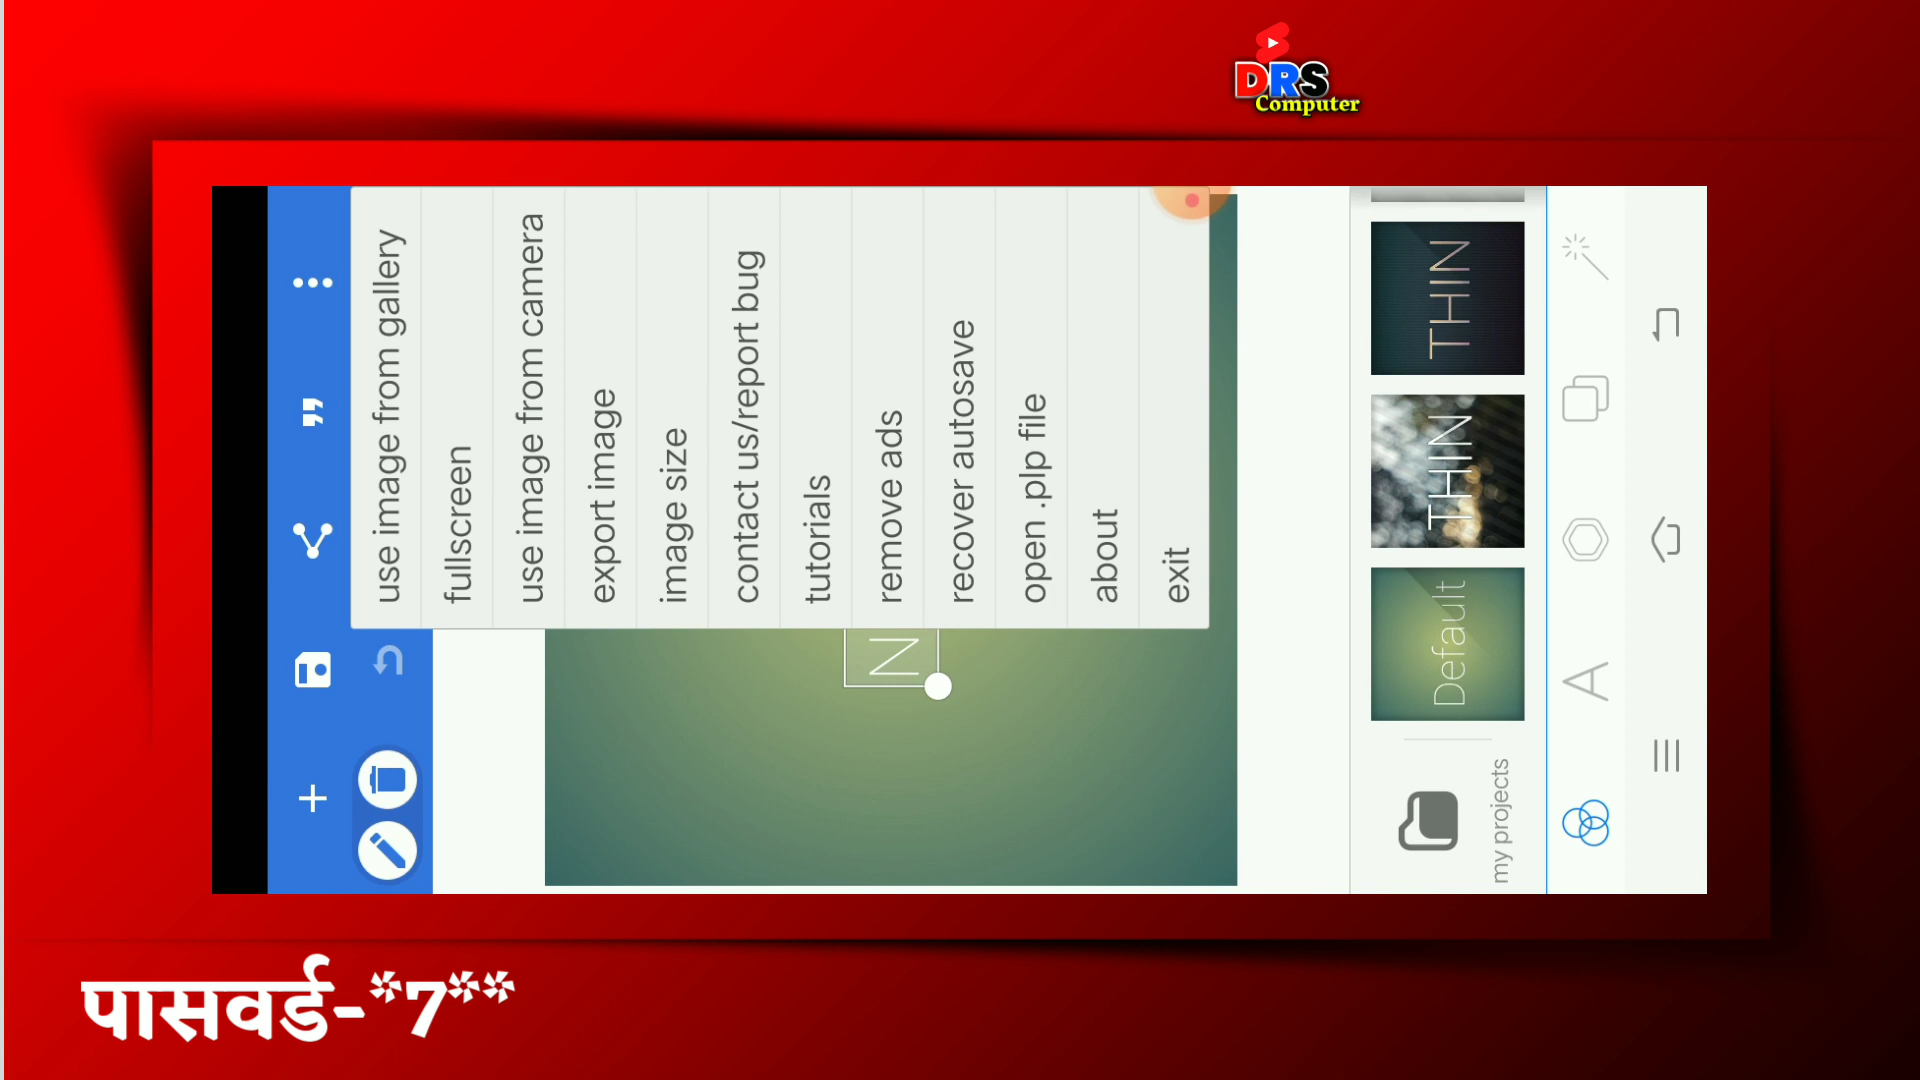 DRS
Computer
use image from gallery
fullscreen
use image from camera
export image
image size
contact us/report bug
tutorials
remove ads
recover autosave
open .plp file
about
exit
N
THIN
THIN
Default
my projects
A
पासवर्ड-*7**